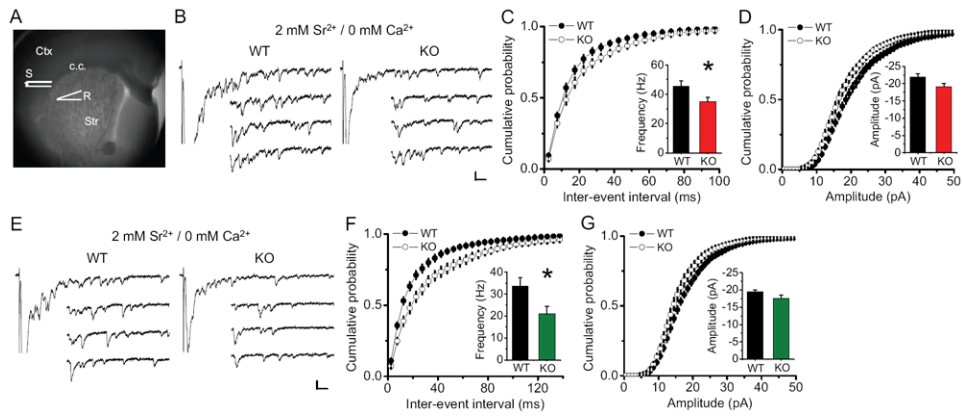 A
Ctx
c.c.
S
R
Str
B
2 mM Sr²⁺ / 0 mM Ca²⁺
WT
KO
C
Cumulative probability
1.0
0.5
0.0
0
20
40
60
80
100
Inter-event interval (ms)
WT
KO
Frequency (Hz)
60
40
20
0
*
WT
KO
D
Cumulative probability
1.0
0.5
0.0
0
10
20
30
40
50
Amplitude (pA)
WT
KO
Amplitude (pA)
-25
-20
-15
-10
-5
0
WT
KO
E
2 mM Sr²⁺ / 0 mM Ca²⁺
WT
KO
F
Cumulative probability
1.0
0.5
0.0
0
40
80
120
Inter-event interval (ms)
WT
KO
Frequency (Hz)
40
30
20
10
0
*
WT
KO
G
Cumulative probability
1.0
0.5
0.0
0
10
20
30
40
50
Amplitude (pA)
WT
KO
Amplitude (pA)
-25
-20
-15
-10
-5
0
WT
KO